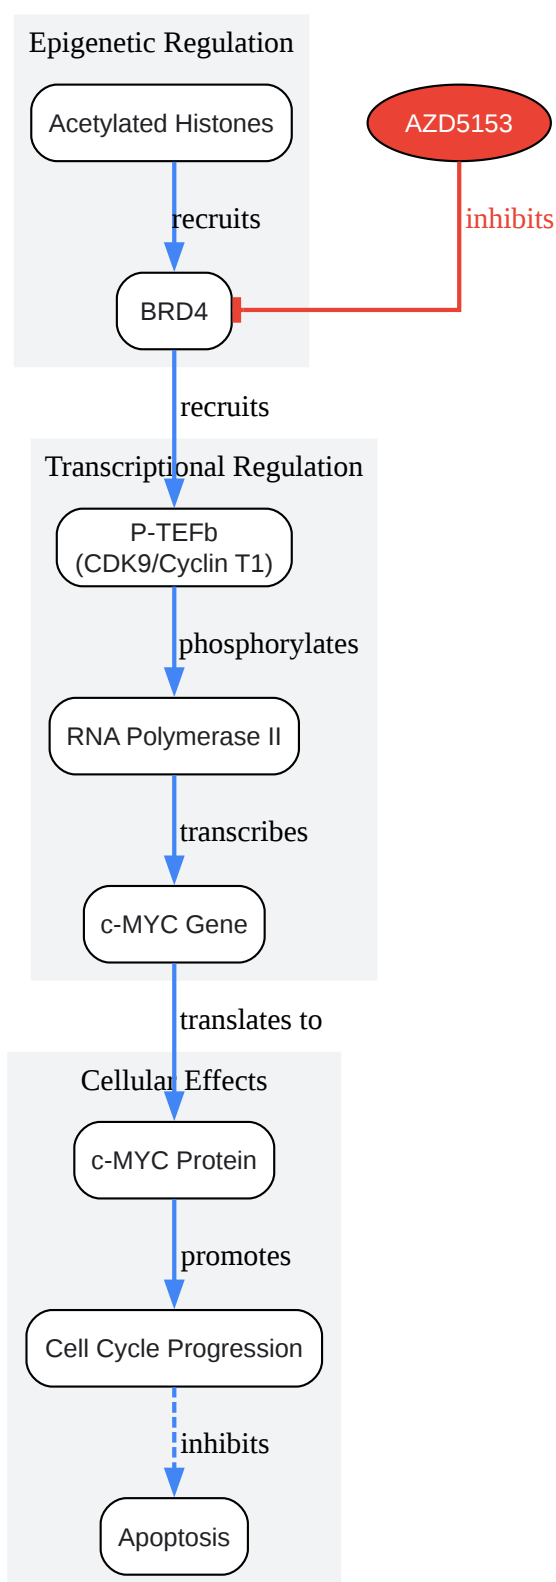 Epigenetic Regulation
Acetylated Histones
AZD5153
recruits
inhibits
BRD4
recruits
Transcriptional Regulation
P-TEFb
(CDK9/Cyclin T1)
phosphorylates
RNA Polymerase II
transcribes
c-MYC Gene
translates to
Cellular Effects
c-MYC Protein
promotes
Cell Cycle Progression
inhibits
Apoptosis